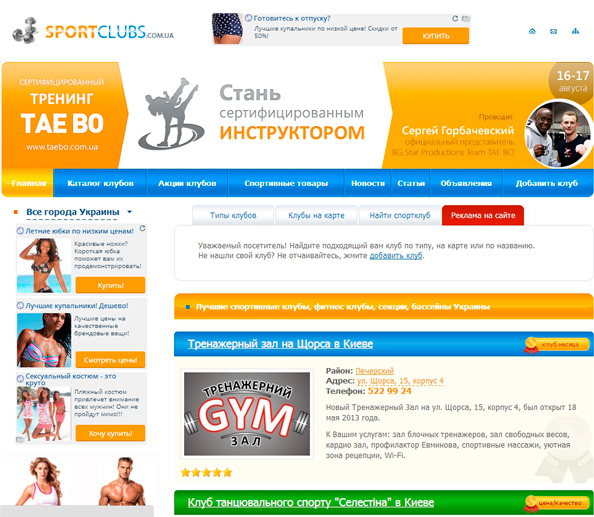 SPORTCLUBS.COM.UA
Готовитесь к отпуску?
Лучшие купальники по низкой цене! Скидки от 50%!
КУПИТЬ
СЕРТИФИЦИРОВАННЫЙ
ТРЕНИНГ
TAE BO
www.taebo.com.ua
Стань
сертифицированным
ИНСТРУКТОРОМ
16-17
августа
Проводит:
Сергей Горбачевский
официальный представитель
BG Star Productions Team TAE BO
Главная Каталог клубов Акции клубов Спортивные товары Новости Статьи Объявления Добавить клуб
Все города Украины
Типы клубов Клубы на карте Найти спортклуб Реклама на сайте
Уважаемый посетитель! Найдите подходящий вам клуб по типу, на карте или по названию.
Не нашли свой клуб? Не отчаивайтесь, жмите добавить клуб.
Летние юбки по низким ценам!
Красивые ножки?
Короткая юбка
поможет вам их
продемонстрировать!
Купить!
Лучшие купальники! Дешево!
Лучшие цены на
качественные
брендовые вещи!
Смотреть цены!
Сексуальный костюм - это
круто
Пляжный костюм
привлечет внимание
всех мужчин! Они не
пройдут мимо!!!
Хочу купить!
Лучшие спортивные клубы, фитнес клубы, секции, бассейны Украины
Тренажерный зал на Щорса в Киеве
клуб месяца
ТРЕНАЖЕРНИЙ
GYM
ЗАЛ
Район: Печерский
Адрес: ул. Щорса, 15, корпус 4
Телефон: 522 99 24
Новый Тренажерный Зал на ул. Щорса, 15, корпус 4, был открыт 18
мая 2013 года.
К Вашим услугам: зал блочных тренажеров, зал свободных весов,
кардио зал, профилактор Евминова, спортивные массажи, уютная
зона рецепции, Wi-Fi.
Клуб танцювального спорту "Селестіна" в Киеве
цена/качество